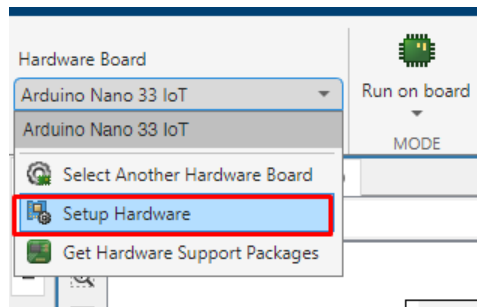 Hardware Board
Arduino Nano 33 IoT
Run on board
Arduino Nano 33 IoT
MODE
Select Another Hardware Board
Setup Hardware
Get Hardware Support Packages